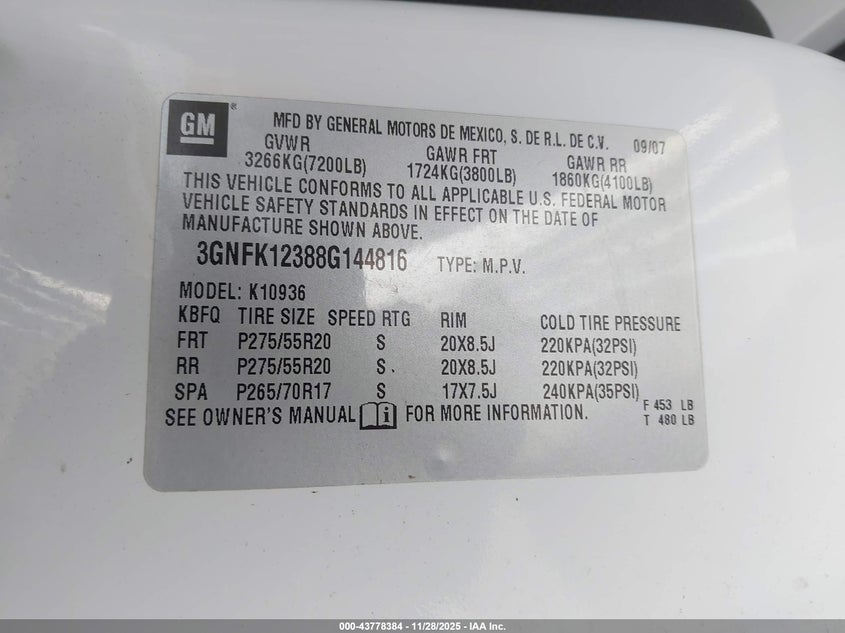 GM ®
MFD BY GENERAL MOTORS DE MEXICO, S. DE R.L. DE C.V. 09/07
GVWR GAWR FRT GAWR RR
3266KG(7200LB) 1724KG(3800LB) 1860KG(4100LB)
THIS VEHICLE CONFORMS TO ALL APPLICABLE U.S. FEDERAL MOTOR
VEHICLE SAFETY STANDARDS IN EFFECT ON THE DATE OF
MANUFACTURE SHOWN ABOVE.
3GNFK12388G144816 TYPE: M.P.V.
MODEL: K10936
KBFQ TIRE SIZE SPEED RTG RIM COLD TIRE PRESSURE
FRT P275/55R20 S 20X8.5J 220KPA(32PSI)
RR P275/55R20 S 20X8.5J 220KPA(32PSI)
SPA P265/70R17 S 17X7.5J 240KPA(35PSI)
SEE OWNER'S MANUAL i FOR MORE INFORMATION.
F 453 LB
T 480 LB
000-43778384 | 11/28/2025 | IAA Inc.